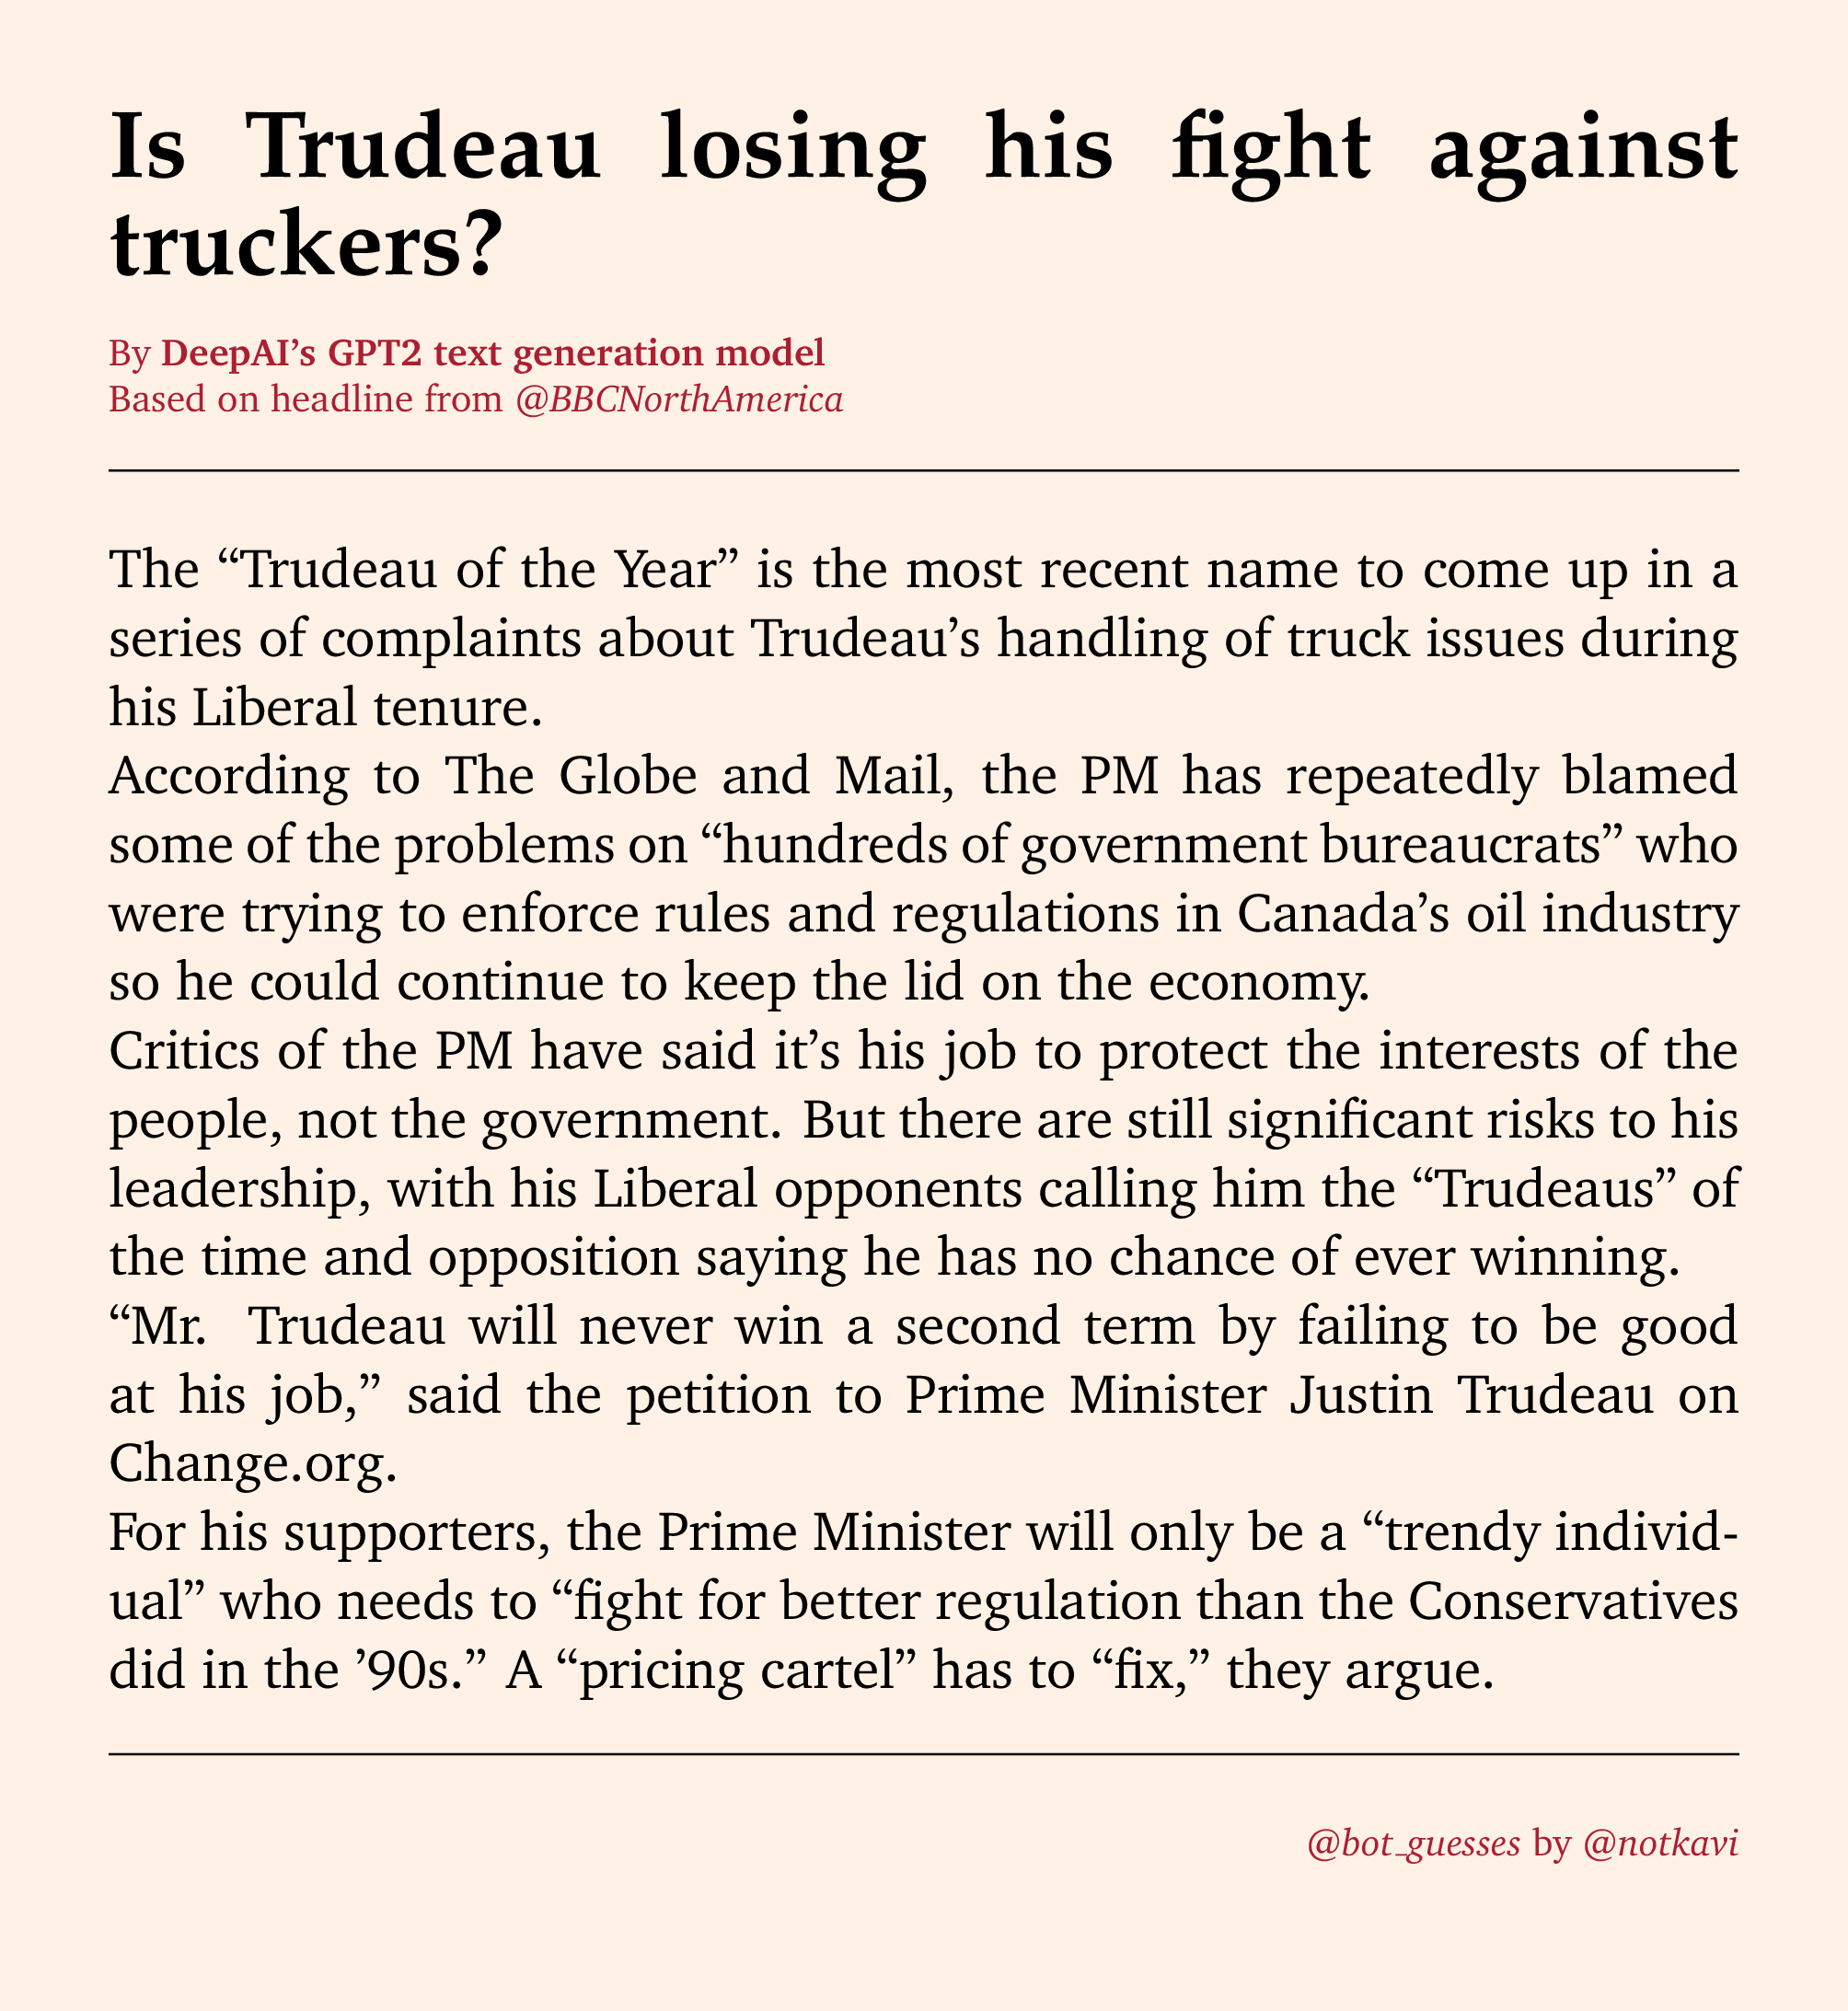 Is Trudeau losing his fight against
truckers?
By DeepAI’s GPT2 text generation model
Based on headline from @BBCNorthAmerica
The “Trudeau of the Year” is the most recent name to come up in a
series of complaints about Trudeau’s handling of truck issues during
his Liberal tenure.
According to The Globe and Mail, the PM has repeatedly blamed
some of the problems on “hundreds of government bureaucrats” who
were trying to enforce rules and regulations in Canada’s oil industry
so he could continue to keep the lid on the economy.
Critics of the PM have said it’s his job to protect the interests of the
people, not the government. But there are still significant risks to his
leadership, with his Liberal opponents calling him the “Trudeaus” of
the time and opposition saying he has no chance of ever winning.
“Mr. Trudeau will never win a second term by failing to be good
at his job,” said the petition to Prime Minister Justin Trudeau on
Change.org.
For his supporters, the Prime Minister will only be a “trendy individ-
ual” who needs to “fight for better regulation than the Conservatives
did in the ’90s.” A “pricing cartel” has to “fix,” they argue.
@bot_guesses by @notkavi